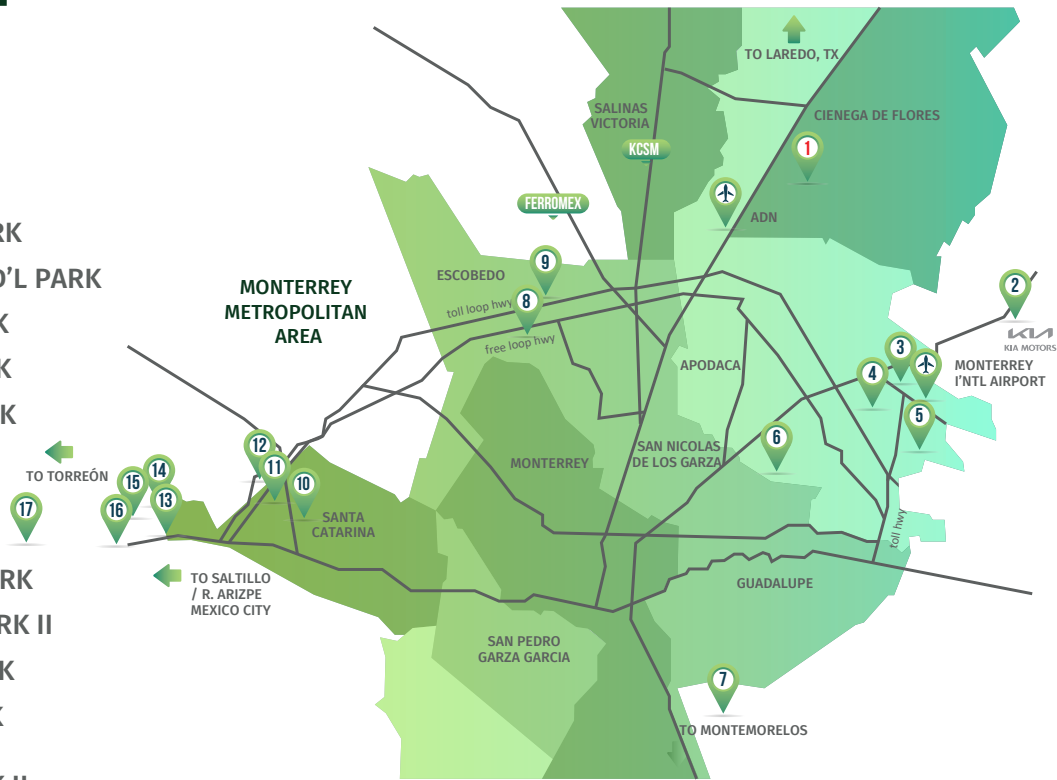 RK
D’L PARK
K
K
K
RK
RK II
K
K
K II
TO LAREDO, TX
SALINAS
VICTORIA
CIENEGA DE FLORES
KCSM
1
FERROMEX
ADN
9
ESCOBEDO
MONTERREY
METROPOLITAN
AREA
8
toll loop hwy
free loop hwy
2
KIA
KIA MOTORS
3
4
MONTERREY
I’NTL AIRPORT
APODACA
5
6
SAN NICOLAS
DE LOS GARZA
MONTERREY
12
11
10
TO TORREÓN
14
15
13
16
17
SANTA
CATARINA
toll hwy
TO SALTILLO
/ R. ARIZPE
MEXICO CITY
GUADALUPE
SAN PEDRO
GARZA GARCIA
7
TO MONTEMORELOS